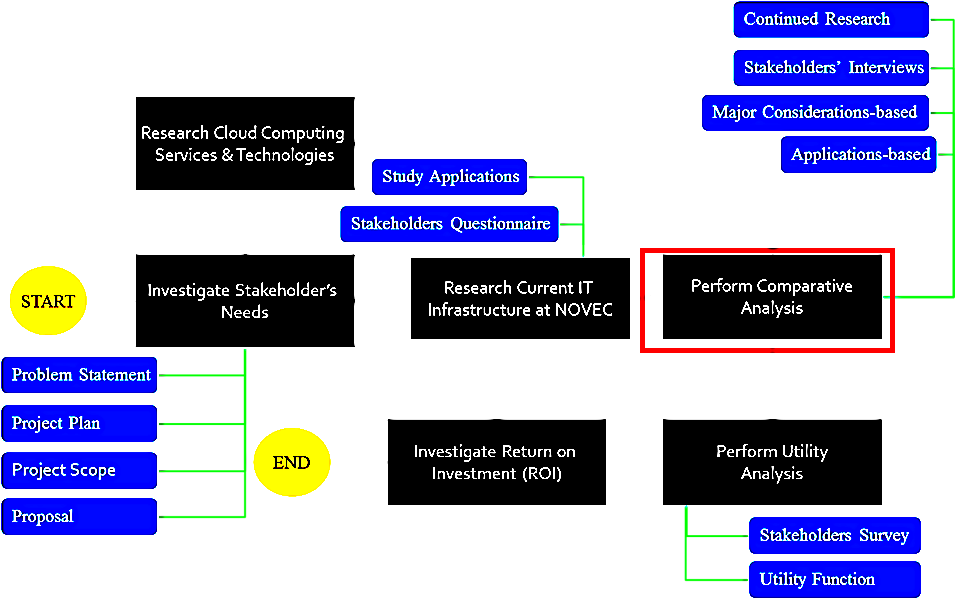 Continued Research
Stakeholders' Interviews
Major Considerations-based
Applications-based
Research Cloud Computing
Services & Technologies
Study Applications
Stakeholders Questionnaire
START
Investigate Stakeholder's
Needs
Research Current IT
Infrastructure at NOVEC
Perform Comparative
Analysis
Problem Statement
Project Plan
Project Scope
Proposal
END
Investigate Return on
Investment (ROI)
Perform Utility
Analysis
Stakeholders Survey
Utility Function